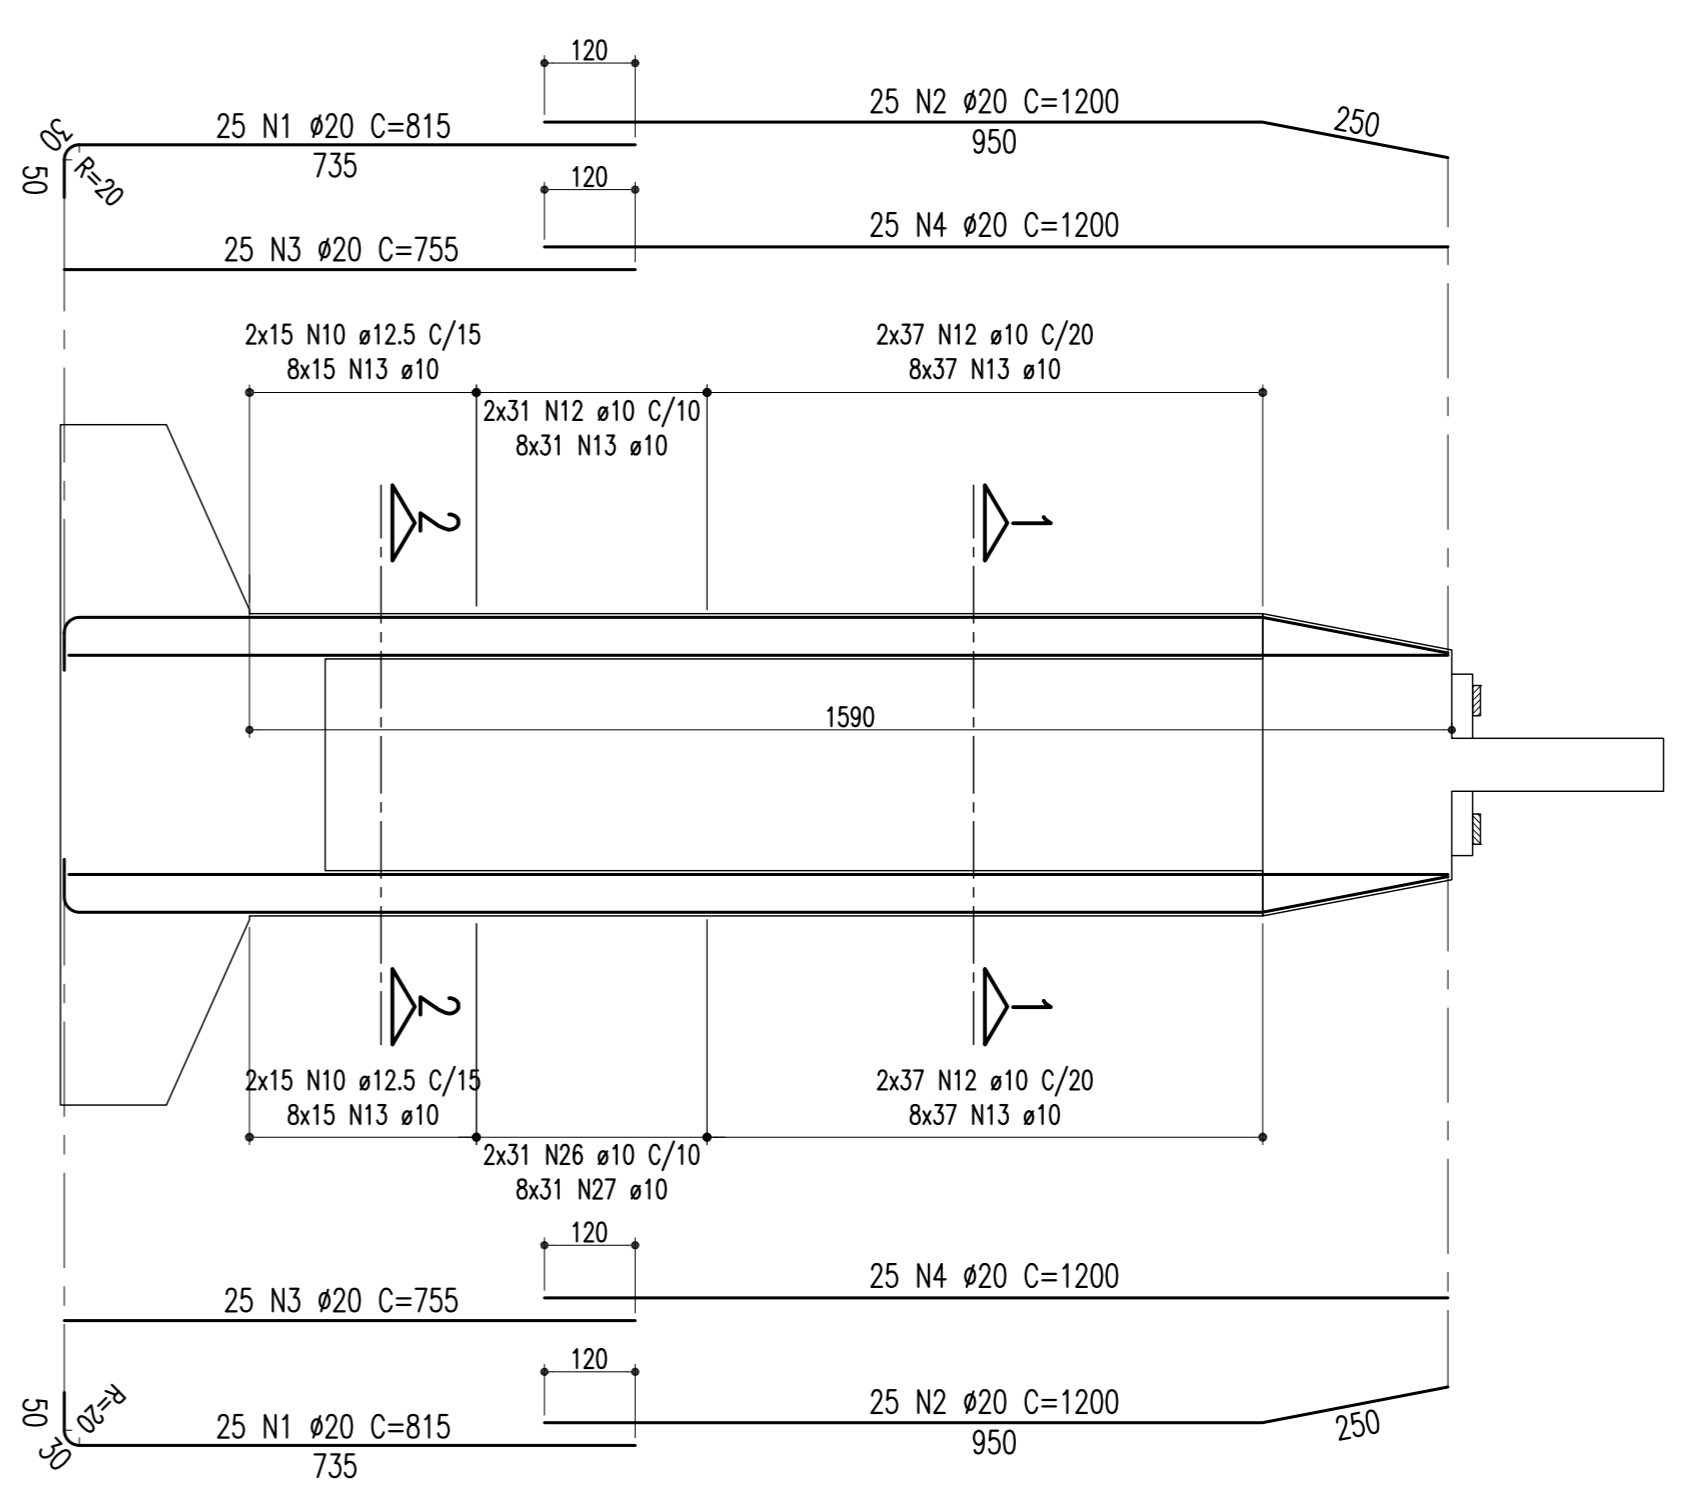 120
25 N2 ø20 C=1200
250
25 N1 ø20 C=815
950
30
735
R=20
50
120
25 N4 ø20 C=1200
25 N3 ø20 C=755
2x15 N10 ø12.5 C/15
8x15 N13 ø10
2x37 N12 ø10 C/20
8x37 N13 ø10
2x31 N12 ø10 C/10
8x31 N13 ø10
2
1
1590
2
1
2x15 N10 ø12.5 C/15
8x15 N13 ø10
2x37 N12 ø10 C/20
8x37 N13 ø10
2x31 N26 ø10 C/10
8x31 N27 ø10
120
25 N4 ø20 C=1200
25 N3 ø20 C=755
120
25 N2 ø20 C=1200
R=20
50
25 N1 ø20 C=815
250
30
950
735